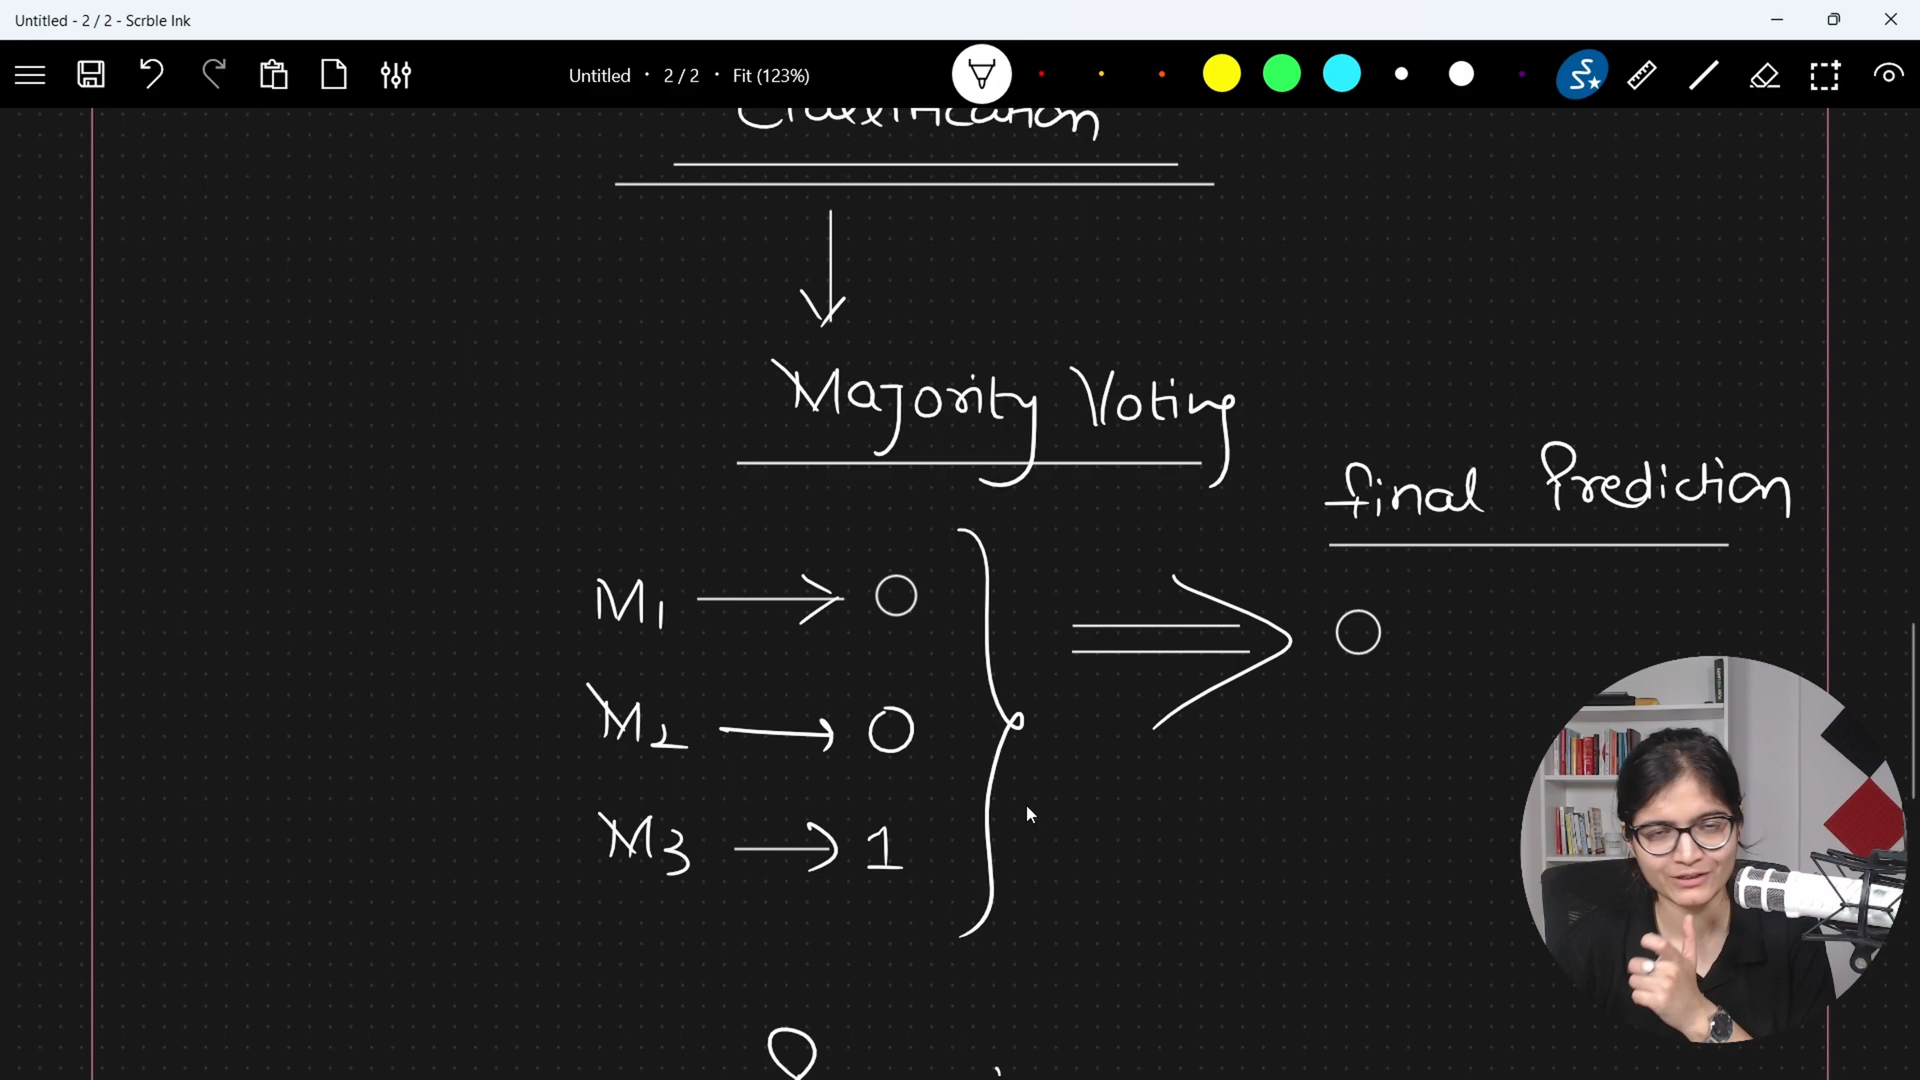 Untitled - 2 / 2 - Scrble Ink
Untitled • 2 / 2 • Fit (123%)
Classification
Majority Voting
final Prediction
M1 → 0
M2 → 0
M3 → 1
⇒ 0